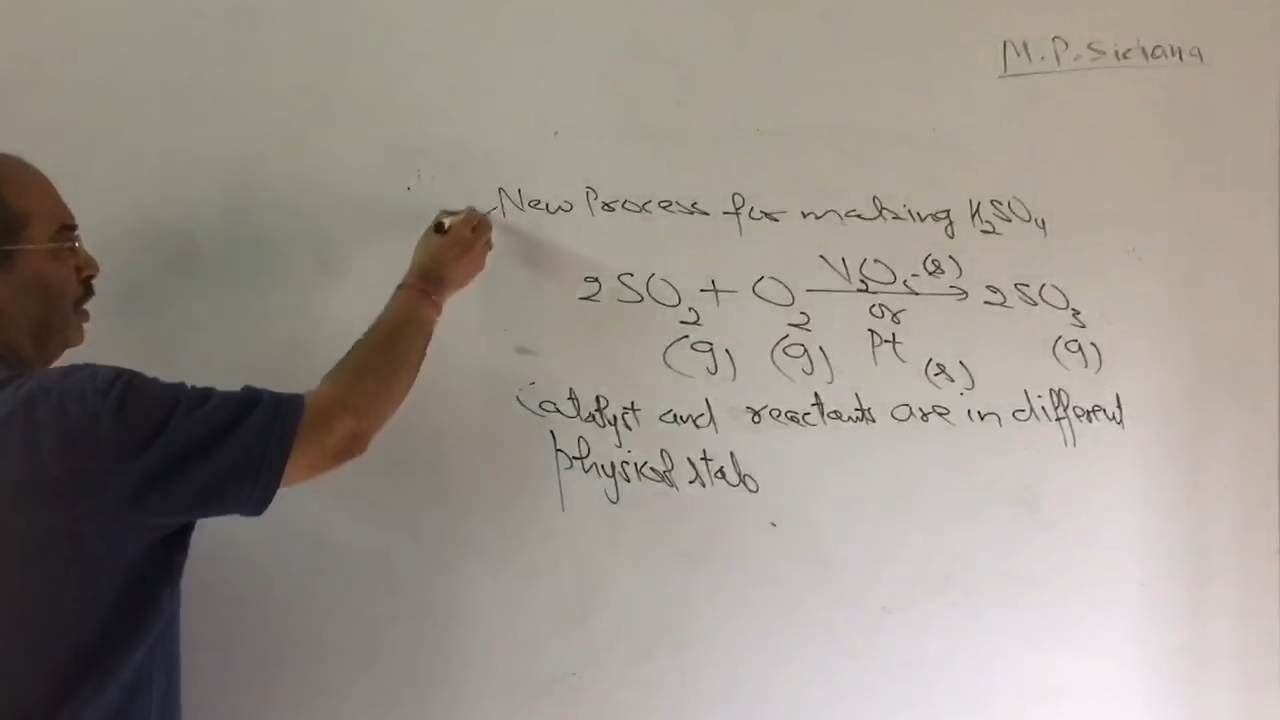 M.P. Sichana
New Process for making H₂SO₄
2SO₂ + O₂ V₂O₅(s) → 2SO₃
or
(g) (g) Pt (s) (g)
Catalyst and reactants are in different
physical state